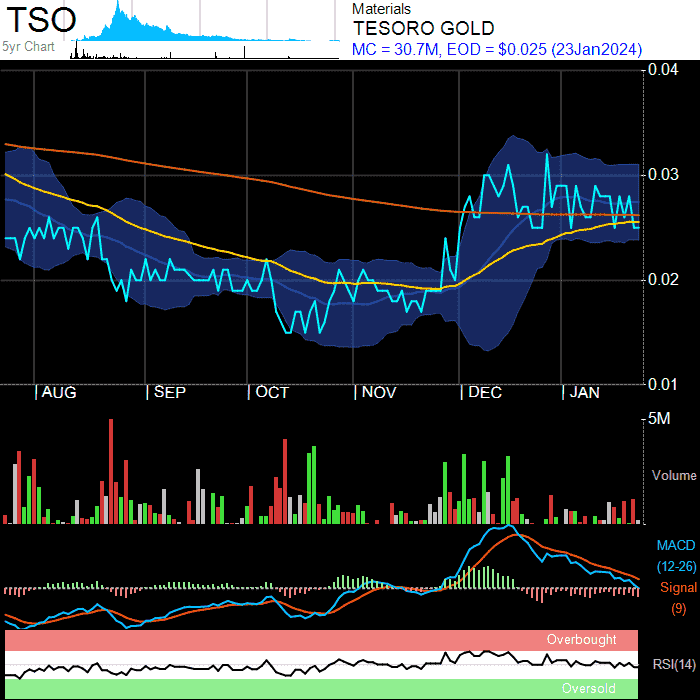 TSO
5yr Chart
Materials
TESORO GOLD
MC = 30.7M, EOD = $0.025 (23Jan2024)
0.04
0.03
0.02
0.01
AUG SEP OCT NOV DEC JAN
5M
Volume
MACD
(12-26)
Signal
(9)
Overbought
RSI(14)
Oversold